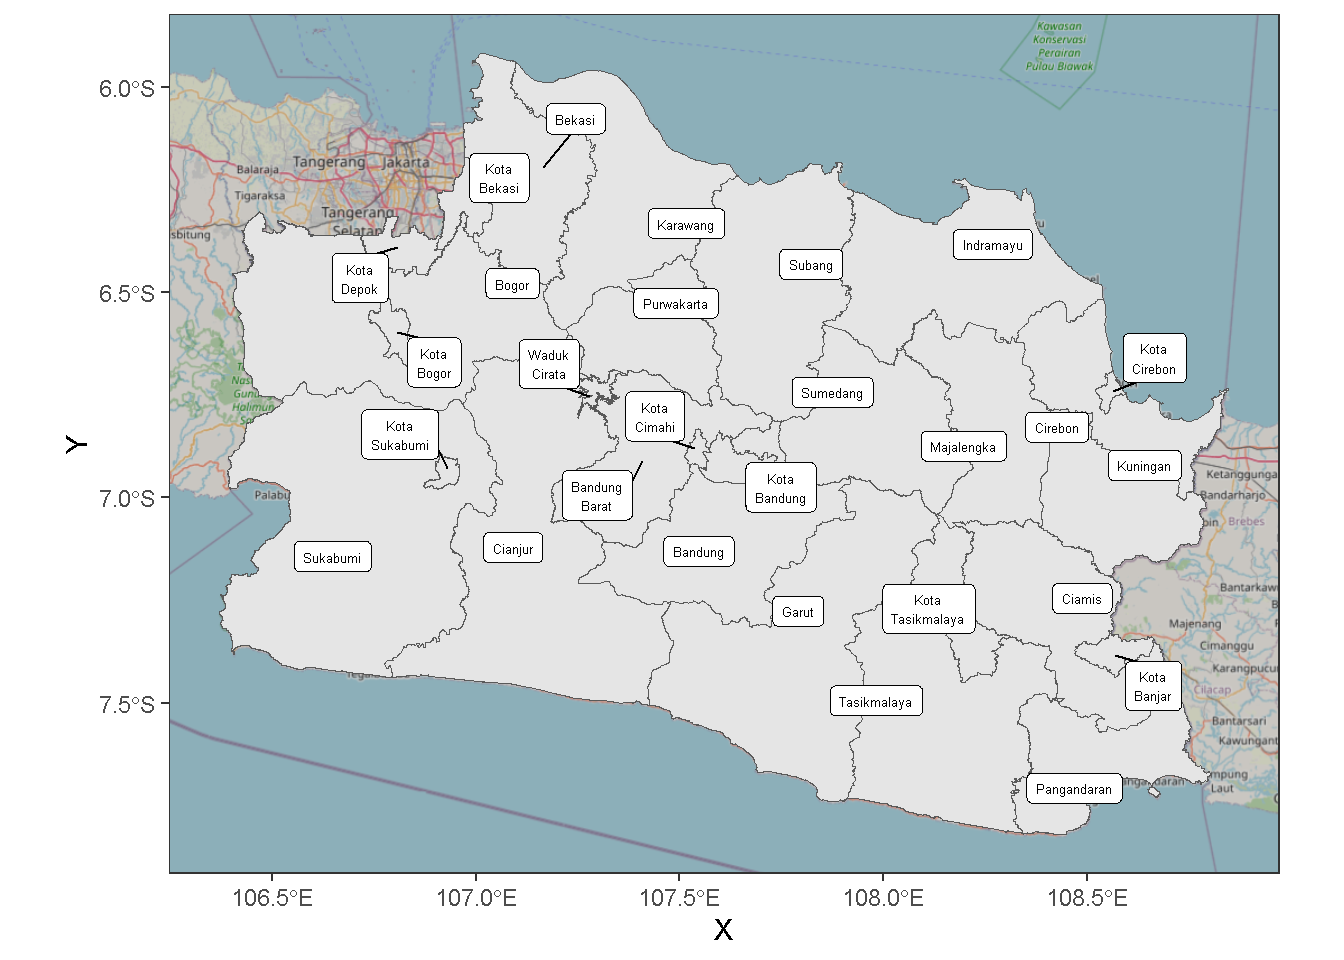 Kawasan
Konservasi
Perairan
Pulau Biawak
6.0°S
Bekasi
Tangerang
Jakarta
Balaraja
Kota
Bekasi
Tigaraksa
Tangerang
Selatan
Karawang
sbitung
Indramayu
Subang
Kota
Depok
Bogor
6.5°S
Purwakarta
Kota
Bogor
Waduk
Cirata
Kota
Cirebon
Sumedang
Kota
Cimahi
Kota
Sukabumi
Cirebon
Majalengka
Kuningan
Y
Ketanggunga
Bandung
Barat
Kota
Bandung
7.0°S
Palabu
Bandarharjo
bin
Brebes
Sukabumi
Cianjur
Bandung
Bantarkaw
Ciamis
Kota
Tasikmalaya
Garut
Majenang
Cimanggu
Karangpucu
Kota
Banjar
Cilacap
7.5°S
Tasikmalaya
Bantarsari
Kawungant
mpung
Laut
Pangandaran
106.5°E
107.0°E
107.5°E
108.0°E
108.5°E
X